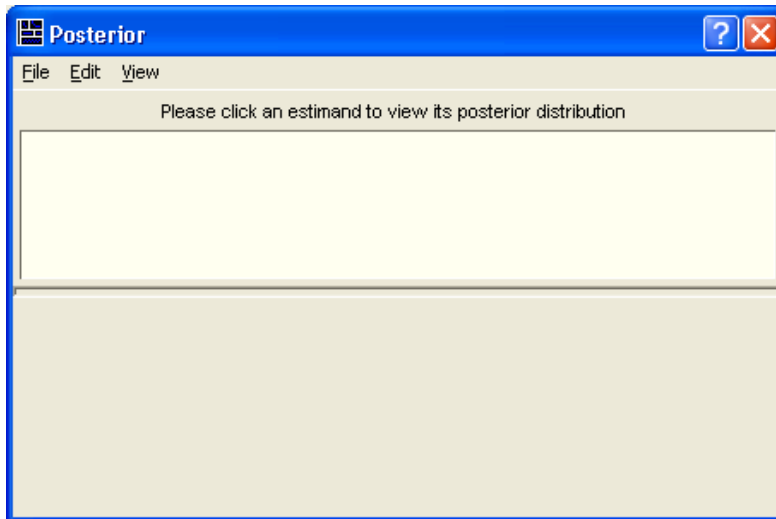 Posterior
File Edit View
Please click an estimand to view its posterior distribution